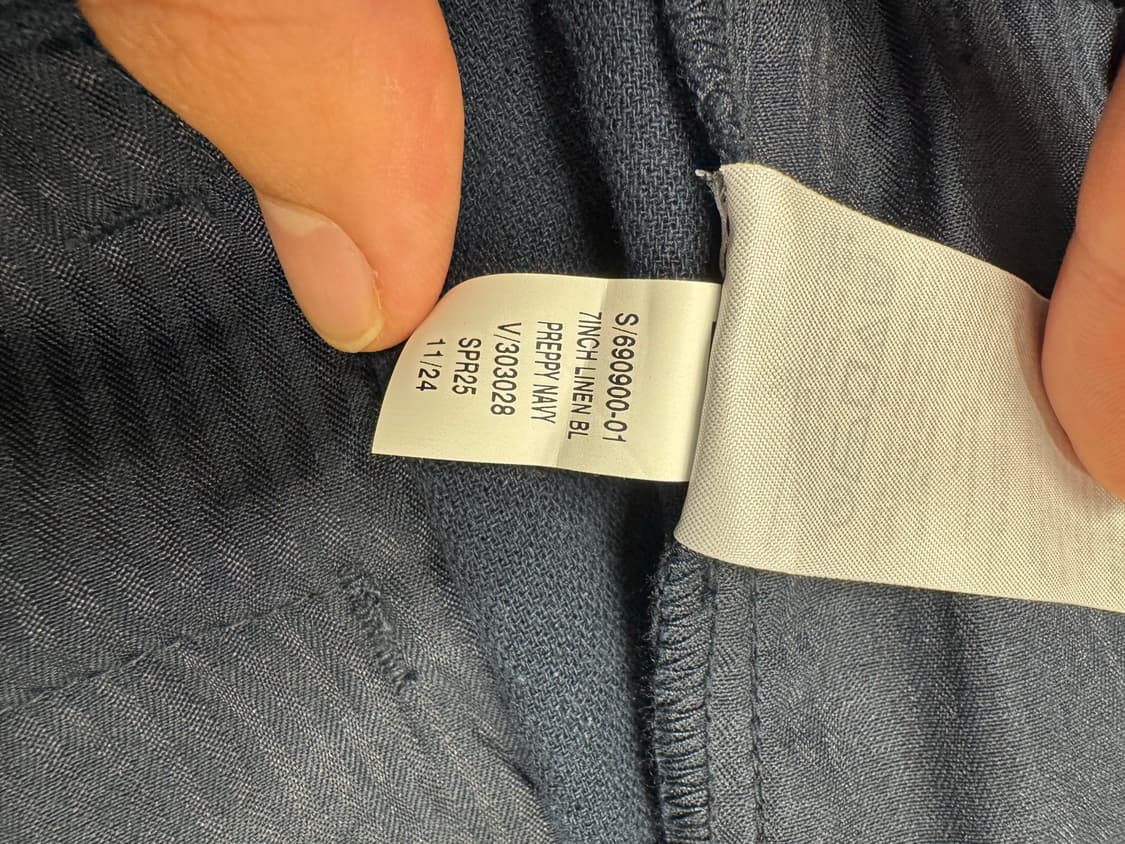 S/690900-01
7INCH LINEN BL
PREPPY NAVY
V/303028
SPR25
11/24